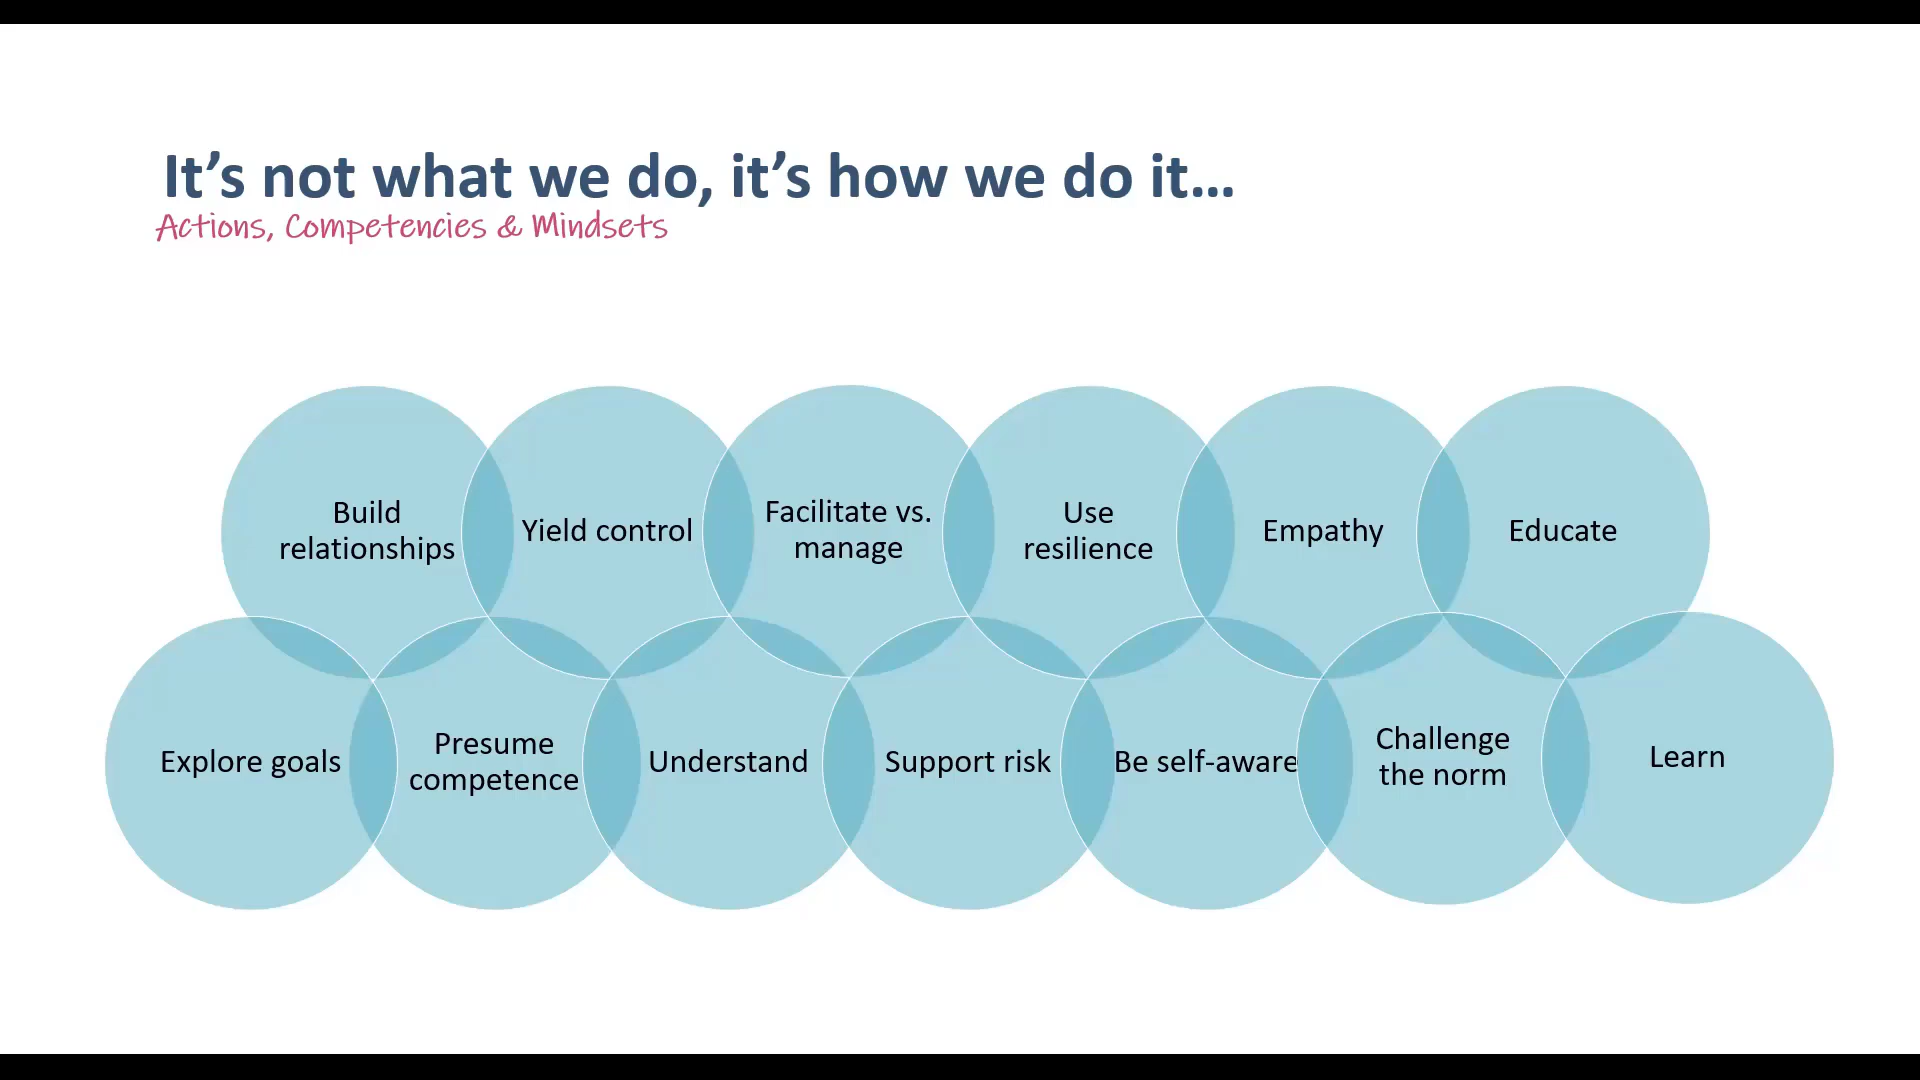 It’s not what we do, it’s how we do it…
Actions, Competencies & Mindsets
Build
relationships
Yield control
Facilitate vs.
manage
Use
resilience
Empathy
Educate
Explore goals
Presume
competence
Understand
Support risk
Be self-aware
Challenge
the norm
Learn